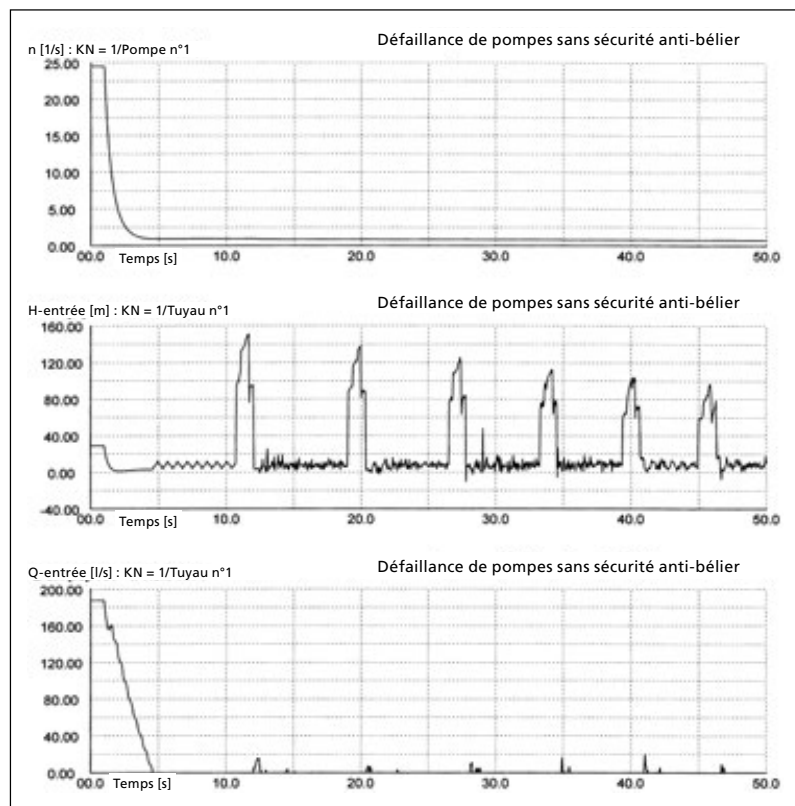 Défaillance de pompes sans sécurité anti-bélier
n [1/s] : KN = 1/Pompe n°1
25.00
20.00
15.00
10.00
5.00
0.00
00.0 Temps [s] 10.0 20.0 30.0 40.0 50.0
Défaillance de pompes sans sécurité anti-bélier
H-entrée [m] : KN = 1/Tuyau n°1
160.00
120.00
80.00
40.00
0.00
-40.00
00.0 Temps [s] 10.0 20.0 30.0 40.0 50.0
Défaillance de pompes sans sécurité anti-bélier
Q-entrée [l/s] : KN = 1/Tuyau n°1
200.00
160.00
120.00
80.00
40.00
0.00
00.0 Temps [s] 10.0 20.0 30.0 40.0 50.0